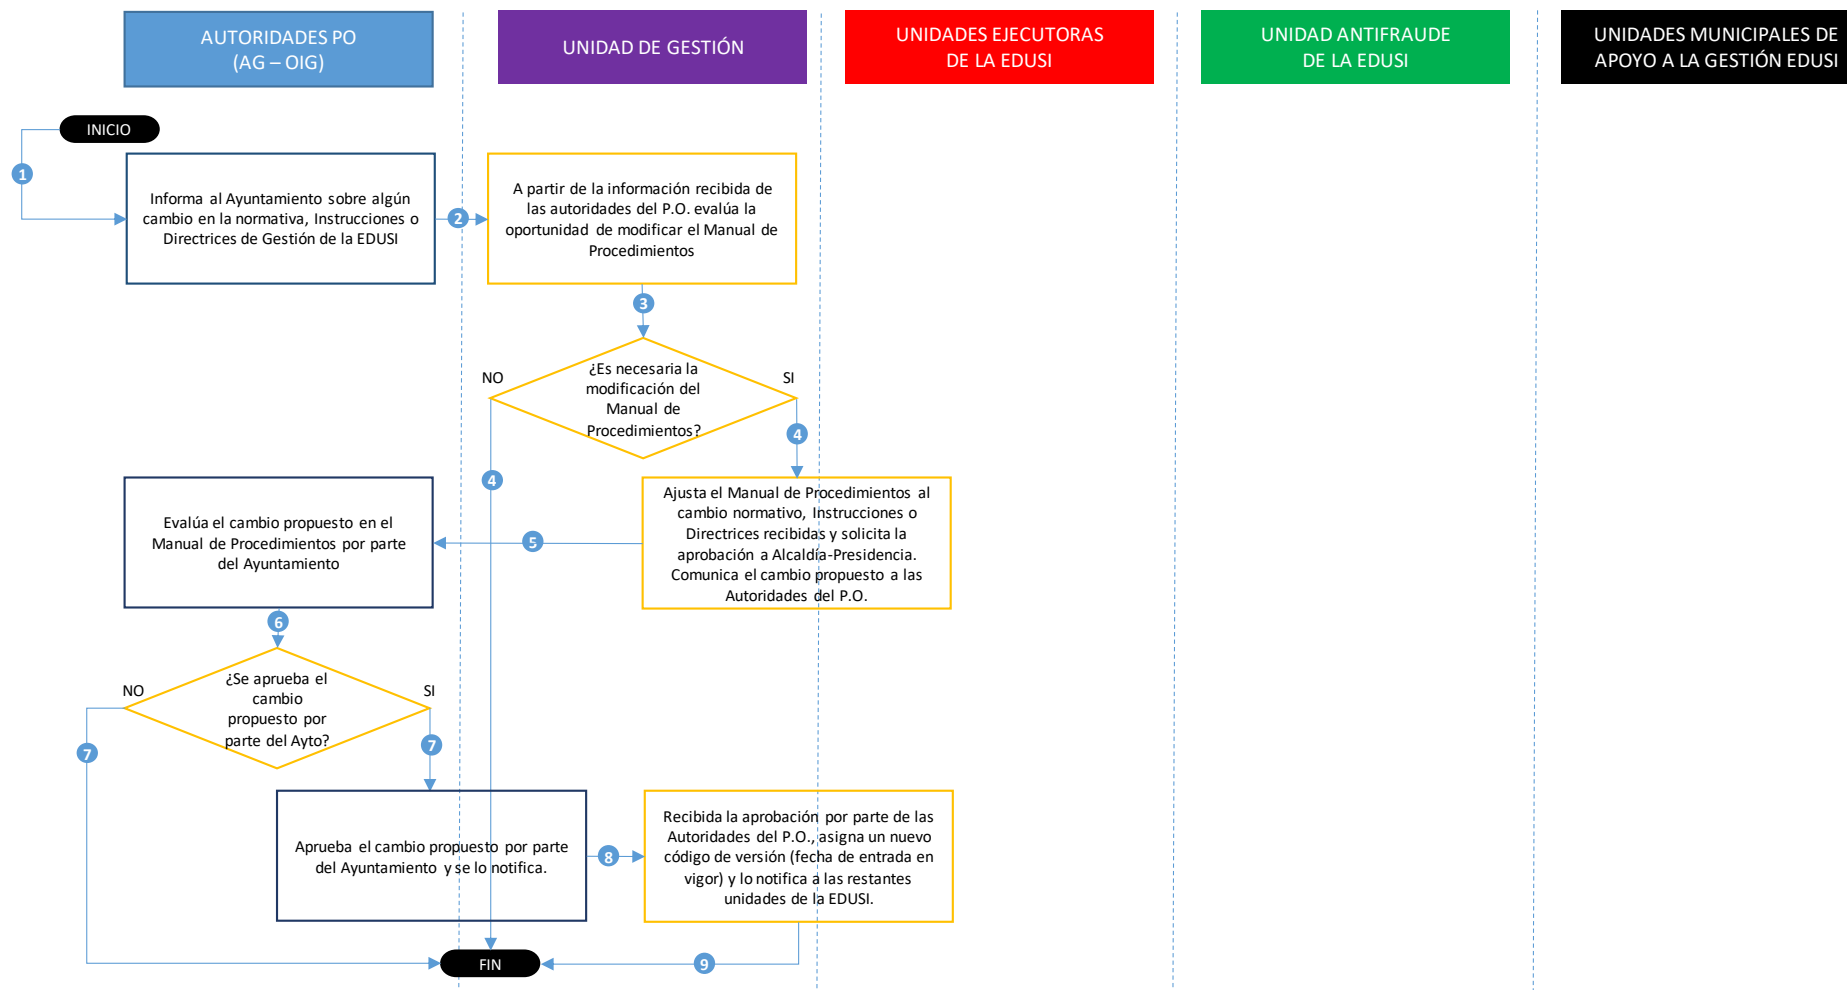 AUTORIDADES PO
(AG – OIG)
UNIDAD DE GESTIÓN
UNIDADES EJECUTORAS
DE LA EDUSI
UNIDAD ANTIFRAUDE
DE LA EDUSI
UNIDADES MUNICIPALES DE
APOYO A LA GESTIÓN EDUSI
INICIO
1
Informa al Ayuntamiento sobre algún
cambio en la normativa, Instrucciones o
Directrices de Gestión de la EDUSI
2
A partir de la información recibida de
las autoridades del P.O. evalúa la
oportunidad de modificar el Manual de
Procedimientos
3
NO
¿Es necesaria la
modificación del
Manual de
Procedimientos?
SI
4
4
Ajusta el Manual de Procedimientos al
cambio normativo, Instrucciones o
Directrices recibidas y solicita la
aprobación a Alcaldía-Presidencia.
Comunica el cambio propuesto a las
Autoridades del P.O.
5
Evalúa el cambio propuesto en el
Manual de Procedimientos por parte
del Ayuntamiento
6
NO
¿Se aprueba el
cambio
propuesto por
parte del Ayto?
SI
7
7
Aprueba el cambio propuesto por parte
del Ayuntamiento y se lo notifica.
8
Recibida la aprobación por parte de las
Autoridades del P.O., asigna un nuevo
código de versión (fecha de entrada en
vigor) y lo notifica a las restantes
unidades de la EDUSI.
9
FIN